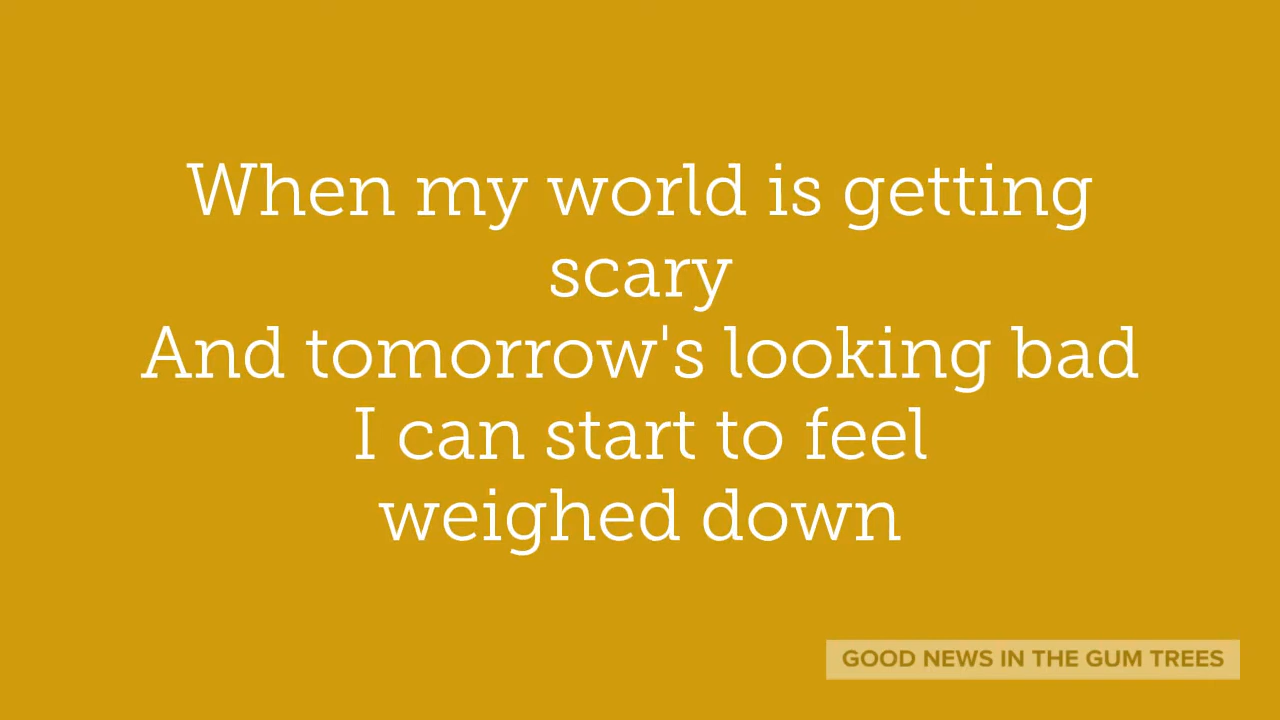 When my world is getting
scary
And tomorrow's looking bad
I can start to feel
weighed down
GOOD NEWS IN THE GUM TREES